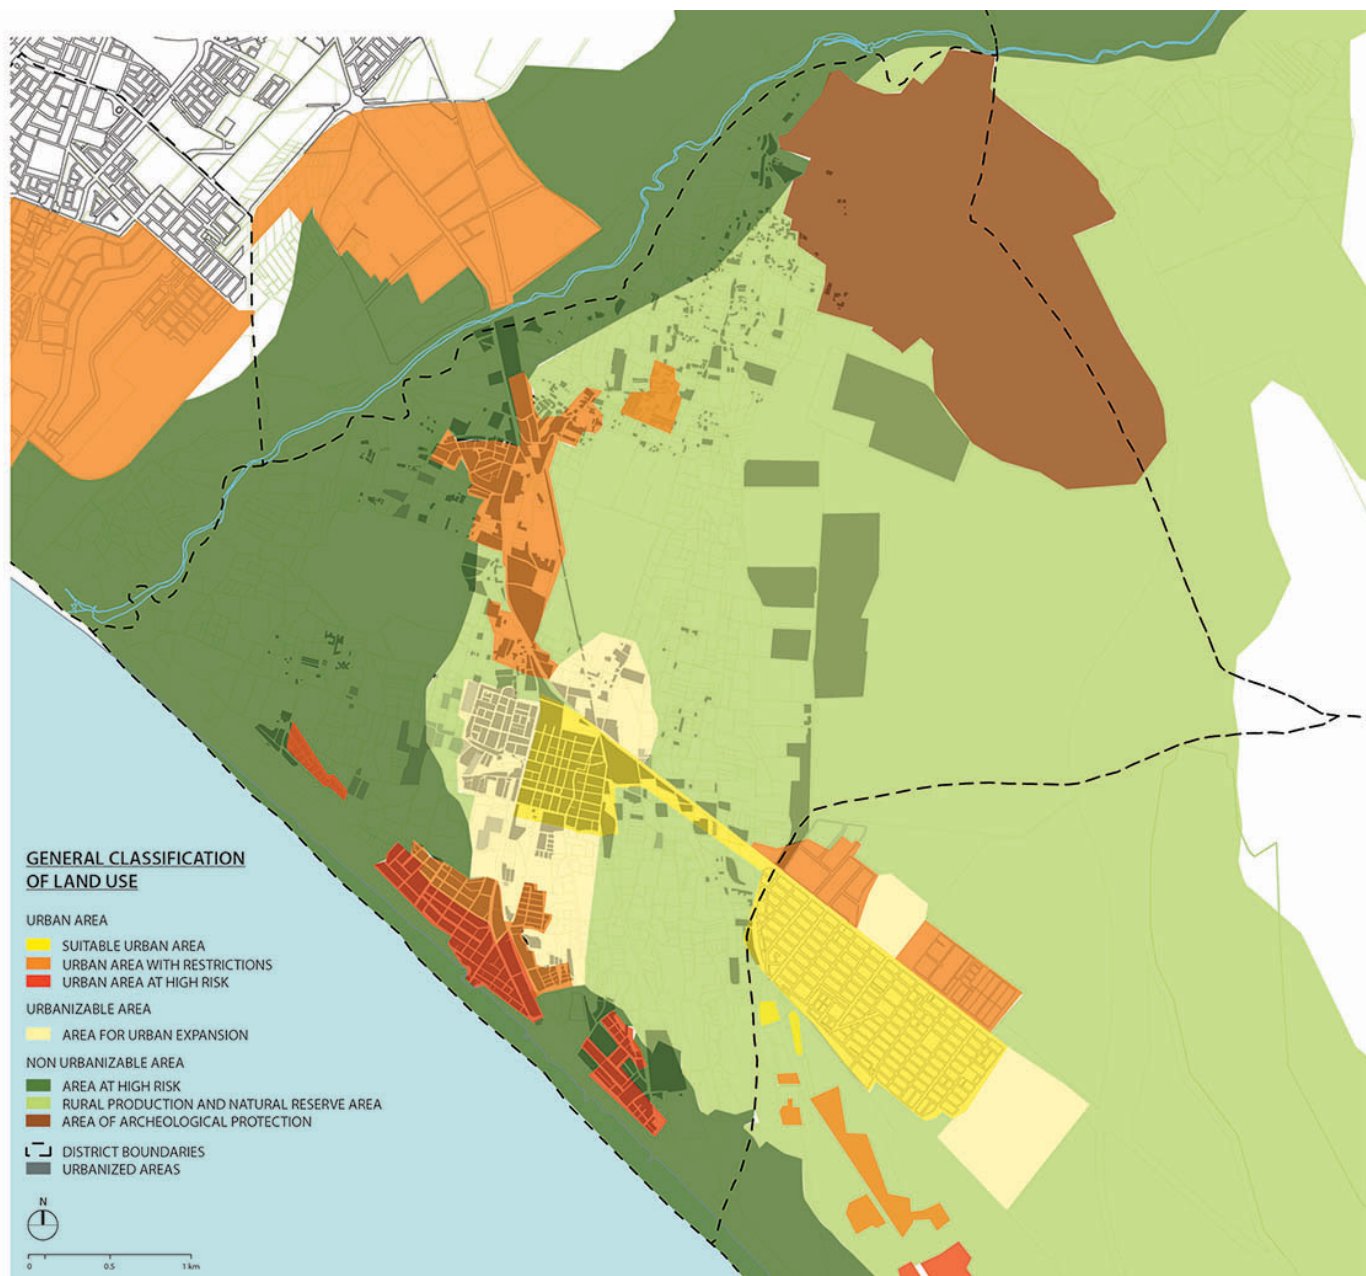 GENERAL CLASSIFICATION
OF LAND USE
URBAN AREA
SUITABLE URBAN AREA
URBAN AREA WITH RESTRICTIONS
URBAN AREA AT HIGH RISK
URBANIZABLE AREA
AREA FOR URBAN EXPANSION
NON URBANIZABLE AREA
AREA AT HIGH RISK
RURAL PRODUCTION AND NATURAL RESERVE AREA
AREA OF ARCHEOLOGICAL PROTECTION
DISTRICT BOUNDARIES
URBANIZED AREAS
N
0 0.5 1 km